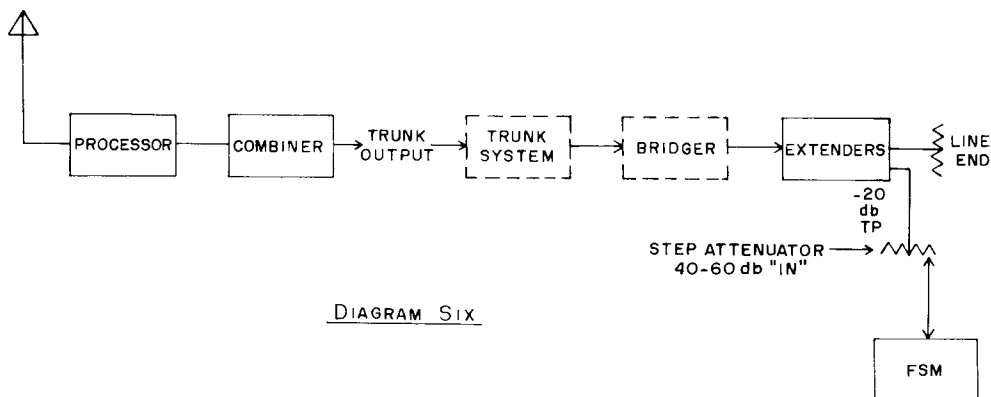 PROCESSOR
COMBINER
TRUNK
OUTPUT
TRUNK
SYSTEM
BRIDGER
EXTENDERS
LINE
END
-20
db
TP
STEP ATTENUATOR
40-60 db "IN"
DIAGRAM SIX
FSM